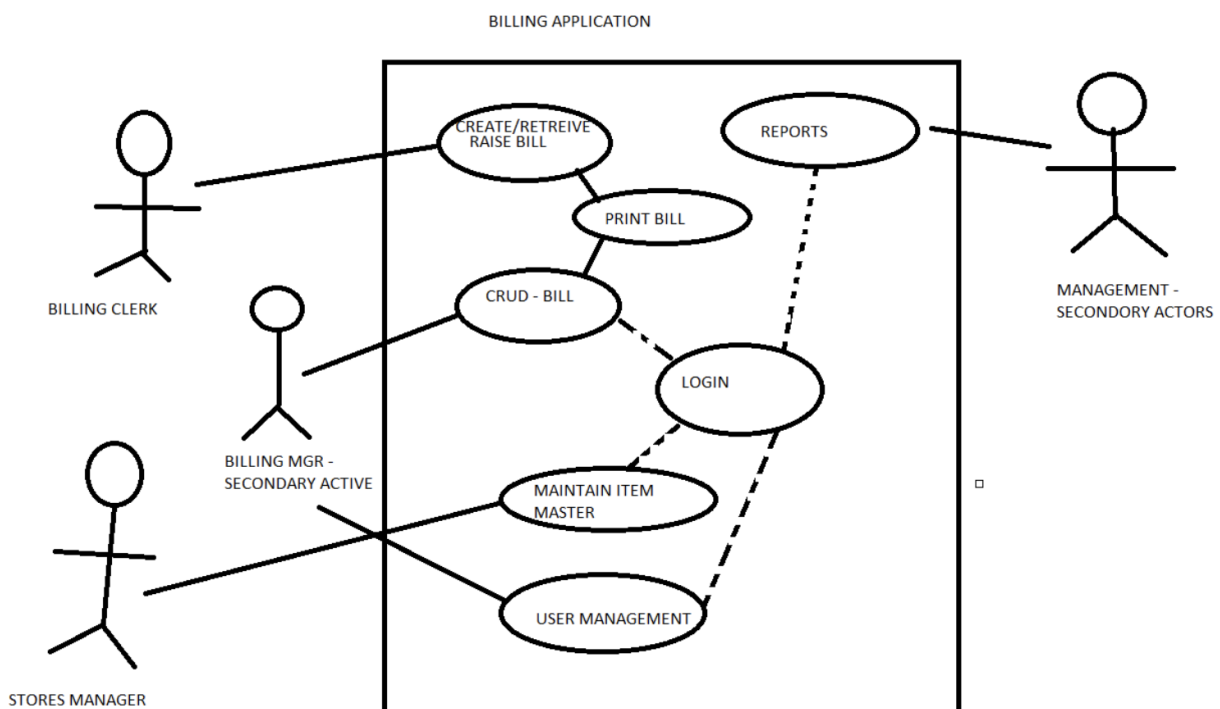 BILLING APPLICATION
CREATE/RETREIVE
RAISE BILL
REPORTS
PRINT BILL
BILLING CLERK
CRUD - BILL
MANAGEMENT -
SECONDORY ACTORS
LOGIN
BILLING MGR -
SECONDARY ACTIVE
MAINTAIN ITEM
MASTER
USER MANAGEMENT
STORES MANAGER